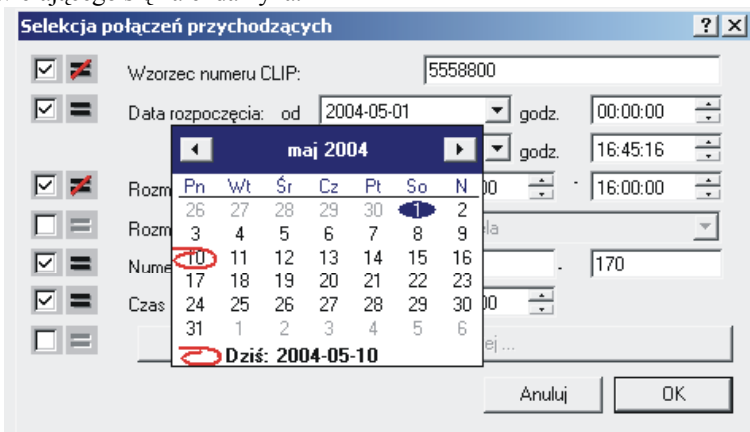 Selekcja połączeń przychodzących
Wzorzec numeru CLIP: 5558800
Data rozpoczęcia: od 2004-05-01 godz. 00:00:00
godz. 16:45:16
maj 2004
Pn Wt Śr Cz Pt So N
26 27 28 29 30 1 2
3 4 5 6 7 8 9
10 11 12 13 14 15 16
17 18 19 20 21 22 23
24 25 26 27 28 29 30
31 1 2 3 4 5 6
Dziś: 2004-05-10
Rozm 00 - 16:00:00
Rozm ela
Nume . 170
Czas 00
ej ...
Anuluj OK